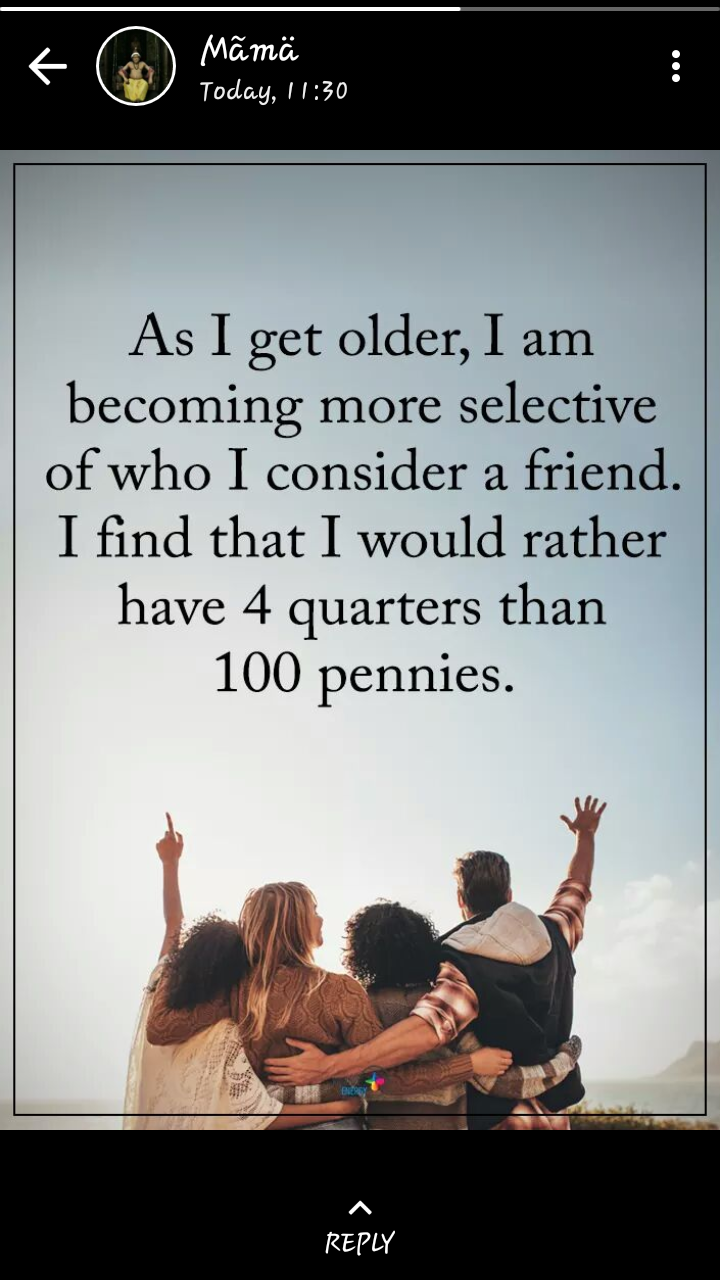 Mãmä
Today, 11:30
As I get older, I am
becoming more selective
of who I consider a friend.
I find that I would rather
have 4 quarters than
100 pennies.
REPLY